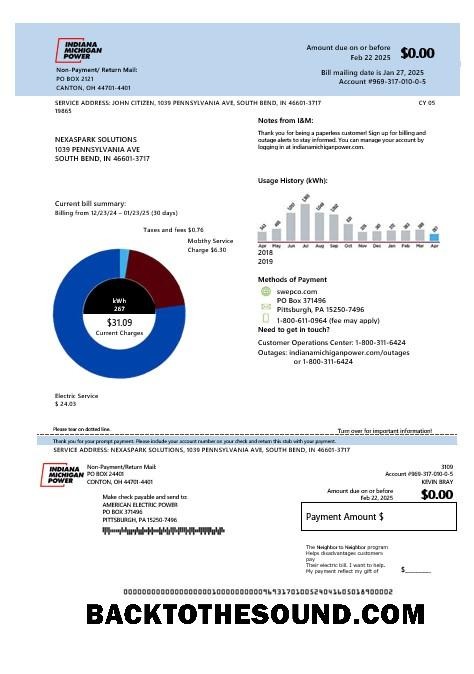 INDIANA
MICHIGAN
POWER
Non-Payment/ Return Mail:
PO BOX 2121
CANTON, OH 44701-4401
Amount due on or before
Feb 22 2025
$0.00
Bill mailing date is Jan 27, 2025
Account #969-317-010-0-5
SERVICE ADDRESS: JOHN CITIZEN, 1039 PENNSYLVANIA AVE, SOUTH BEND, IN 46601-3717
CY 05
19865
Notes from I&M:
Thank you for being a paperless customer! Sign up for billing and
outage alerts to stay informed. You can manage your account by
logging in at indianamichiganpower.com.
NEXASPARK SOLUTIONS
1039 PENNSYLVANIA AVE
SOUTH BEND, IN 46601-3717
Usage History (kWh):
Apr May Jun Jul Aug Sep Oct Nov Dec Jan Feb Mar Apr
2018
2019
Current bill summary:
Billing from 12/23/24 – 01/23/25 (30 days)
Taxes and fees $0.76
Mobthy Service
Charge $6.30
kWh
267
$31.09
Current Charges
Electric Service
$ 24.03
Methods of Payment
swepco.com
PO Box 371496
Pittsburgh, PA 15250-7496
1-800-611-0964 (fee may apply)
Need to get in touch?
Customer Operations Center: 1-800-311-6424
Outages: indianamichiganpower.com/outages
or 1-800-311-6424
Please tear on dotted line.
Turn over for important information!
Thank you for your prompt payment. Please include your account number on your check and return this stub with your payment.
SERVICE ADDRESS: NEXASPARK SOLUTIONS, 1039 PENNSYLVANIA AVE, SOUTH BEND, IN 46601-3717
INDIANA
MICHIGAN
POWER
Non-Payment/Return Mail:
PO BOX 24401
CONTON, OH 44701-4401
3109
Account #969-317-010-0-5
KEVIN BRAY
Amount due on or before
Feb 22 2025
$0.00
Make check payable and send to:
AMERICAN ELECTRIC POWER
PO BOX 371496
PITTSBURGH, PA 15250-7496
Payment Amount $
The Neighbor to Neighbor program
Helps disadvantages customers
pay
Their electric bill. I want to help.
My payment reflect my gift of
$
BACKTOTHESOUND.COM